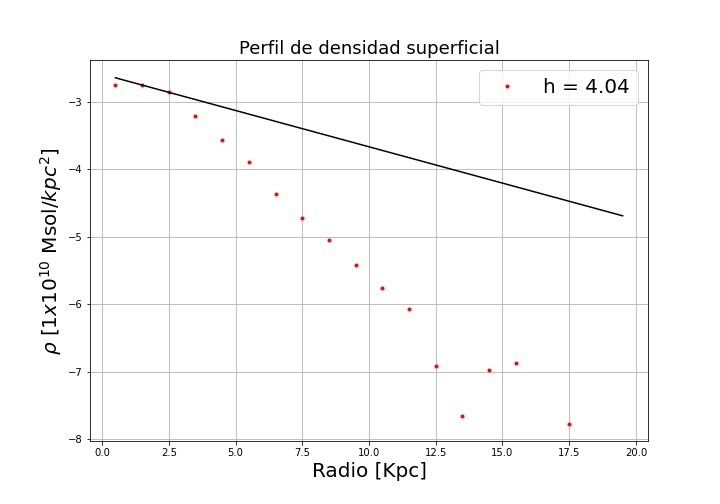 Perfil de densidad superficial
h = 4.04
ρ [1x10^{10} Msol/kpc^2]
−3
−4
−5
−6
−7
−8
0.0 2.5 5.0 7.5 10.0 12.5 15.0 17.5 20.0
Radio [Kpc]